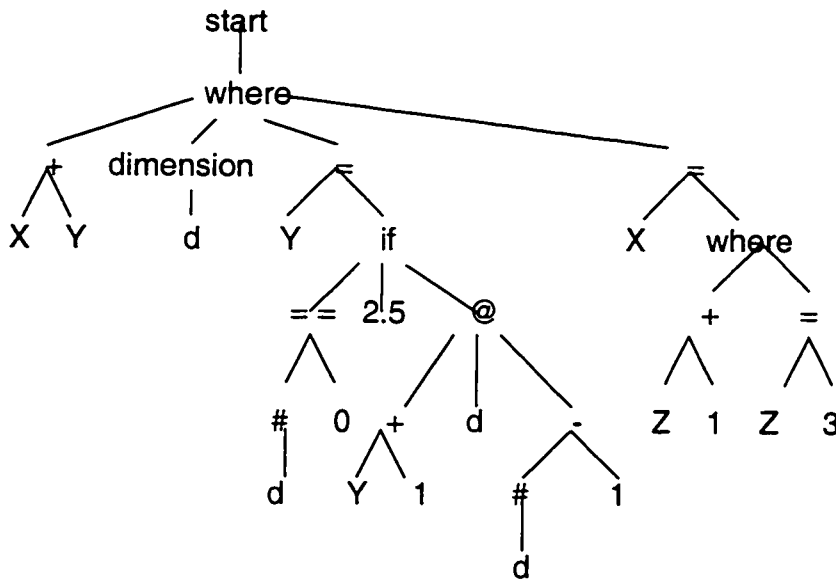 start
where
+ dimension = =
X Y d Y if X where
== 2.5 @ + =
# 0 + d - Z 1 Z 3
d Y 1 # 1
d